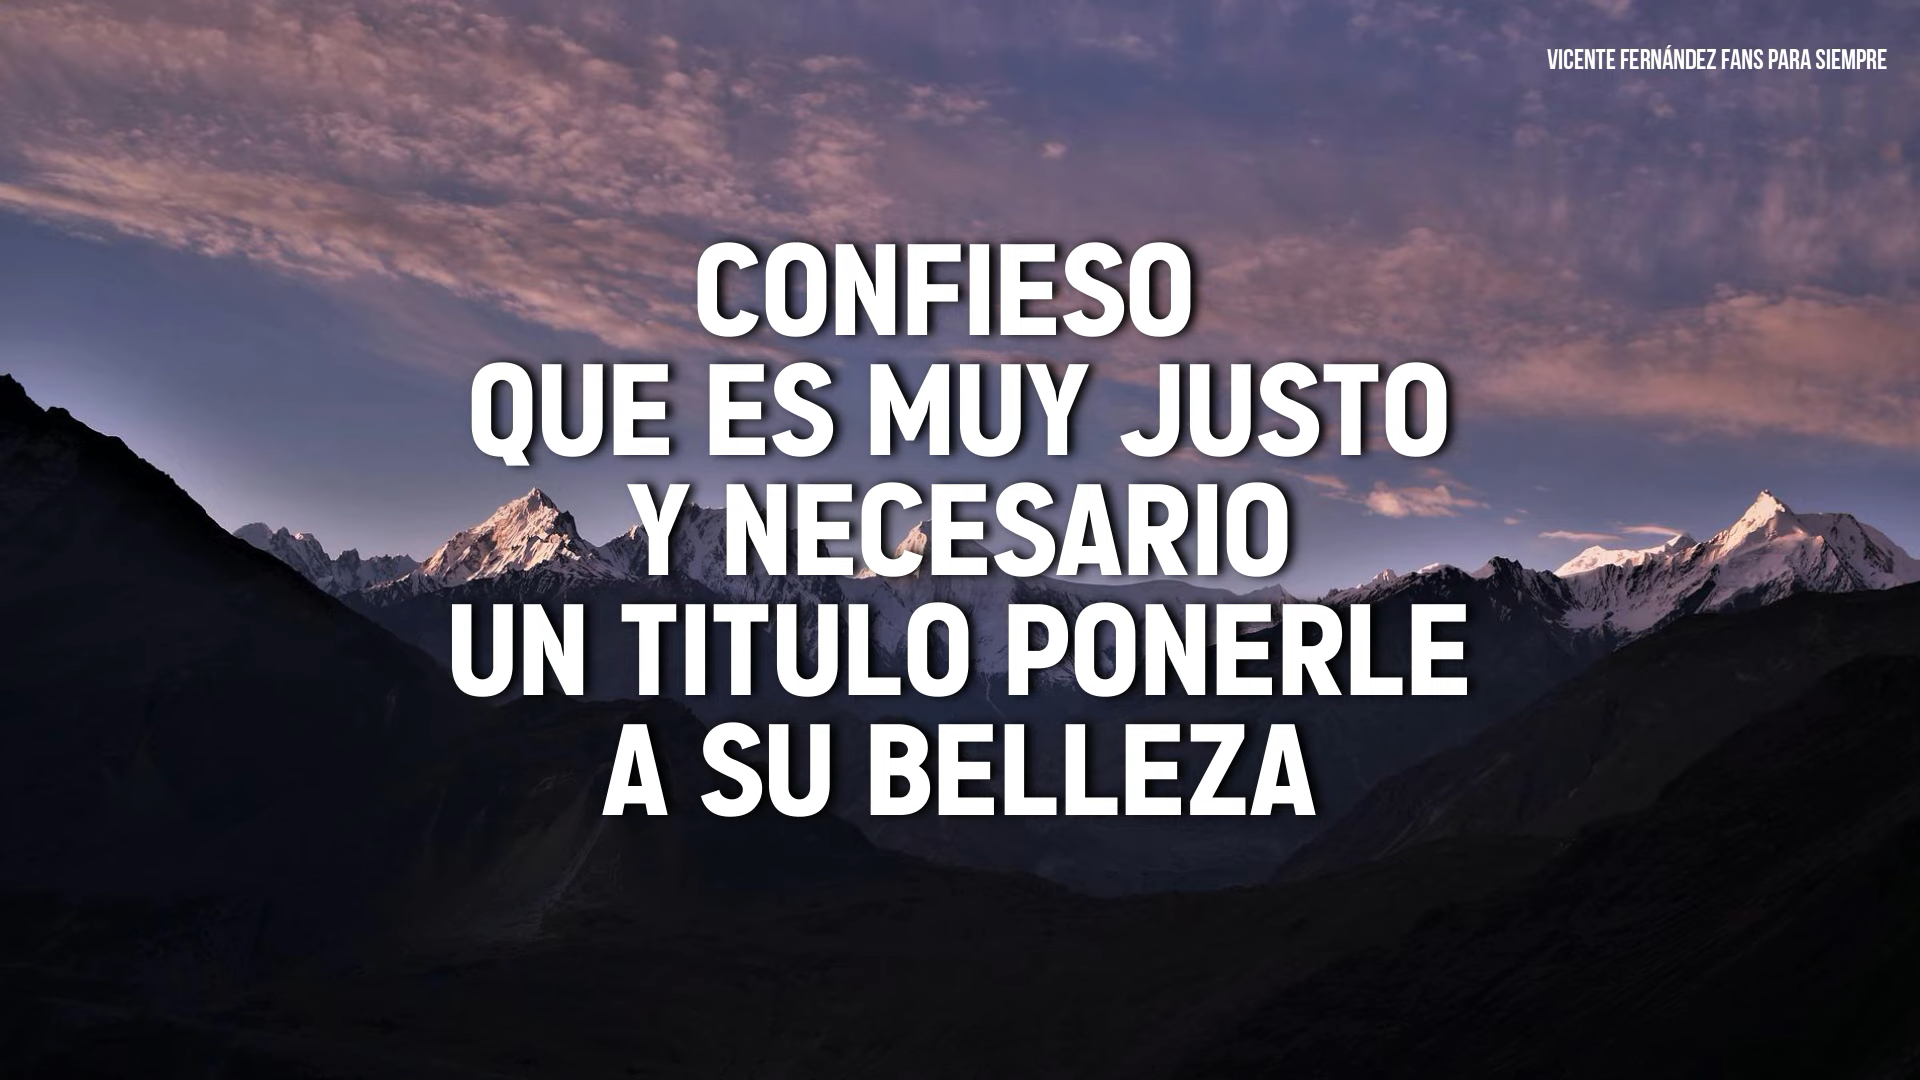 VICENTE FERNÁNDEZ FANS PARA SIEMPRE
CONFIESO
QUE ES MUY JUSTO
Y NECESARIO
UN TITULO PONERLE
A SU BELLEZA